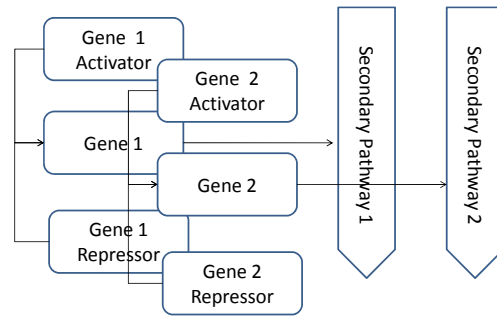 Gene 1
Activator
Gene 2
Activator
Gene 1
Gene 2
Gene 1
Repressor
Gene 2
Repressor
Secondary Pathway 1
Secondary Pathway 2